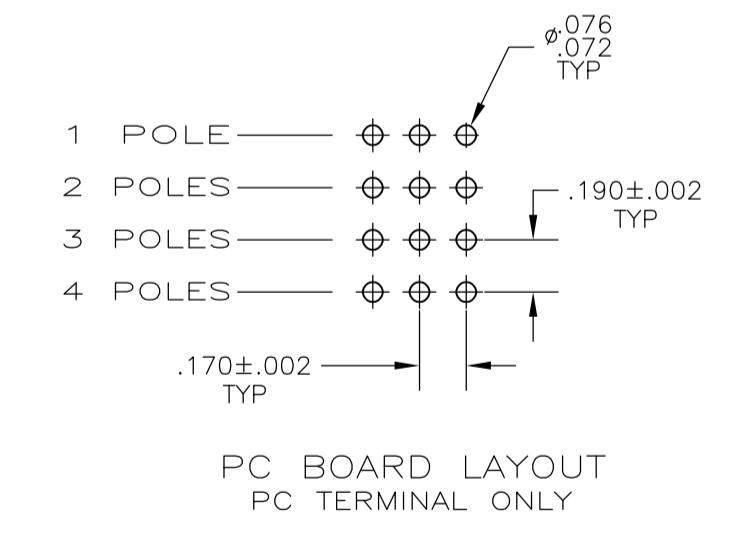 ⌀.076
.072
TYP
1 POLE
2 POLES
3 POLES
4 POLES
.190±.002
TYP
.170±.002
TYP
PC BOARD LAYOUT
PC TERMINAL ONLY